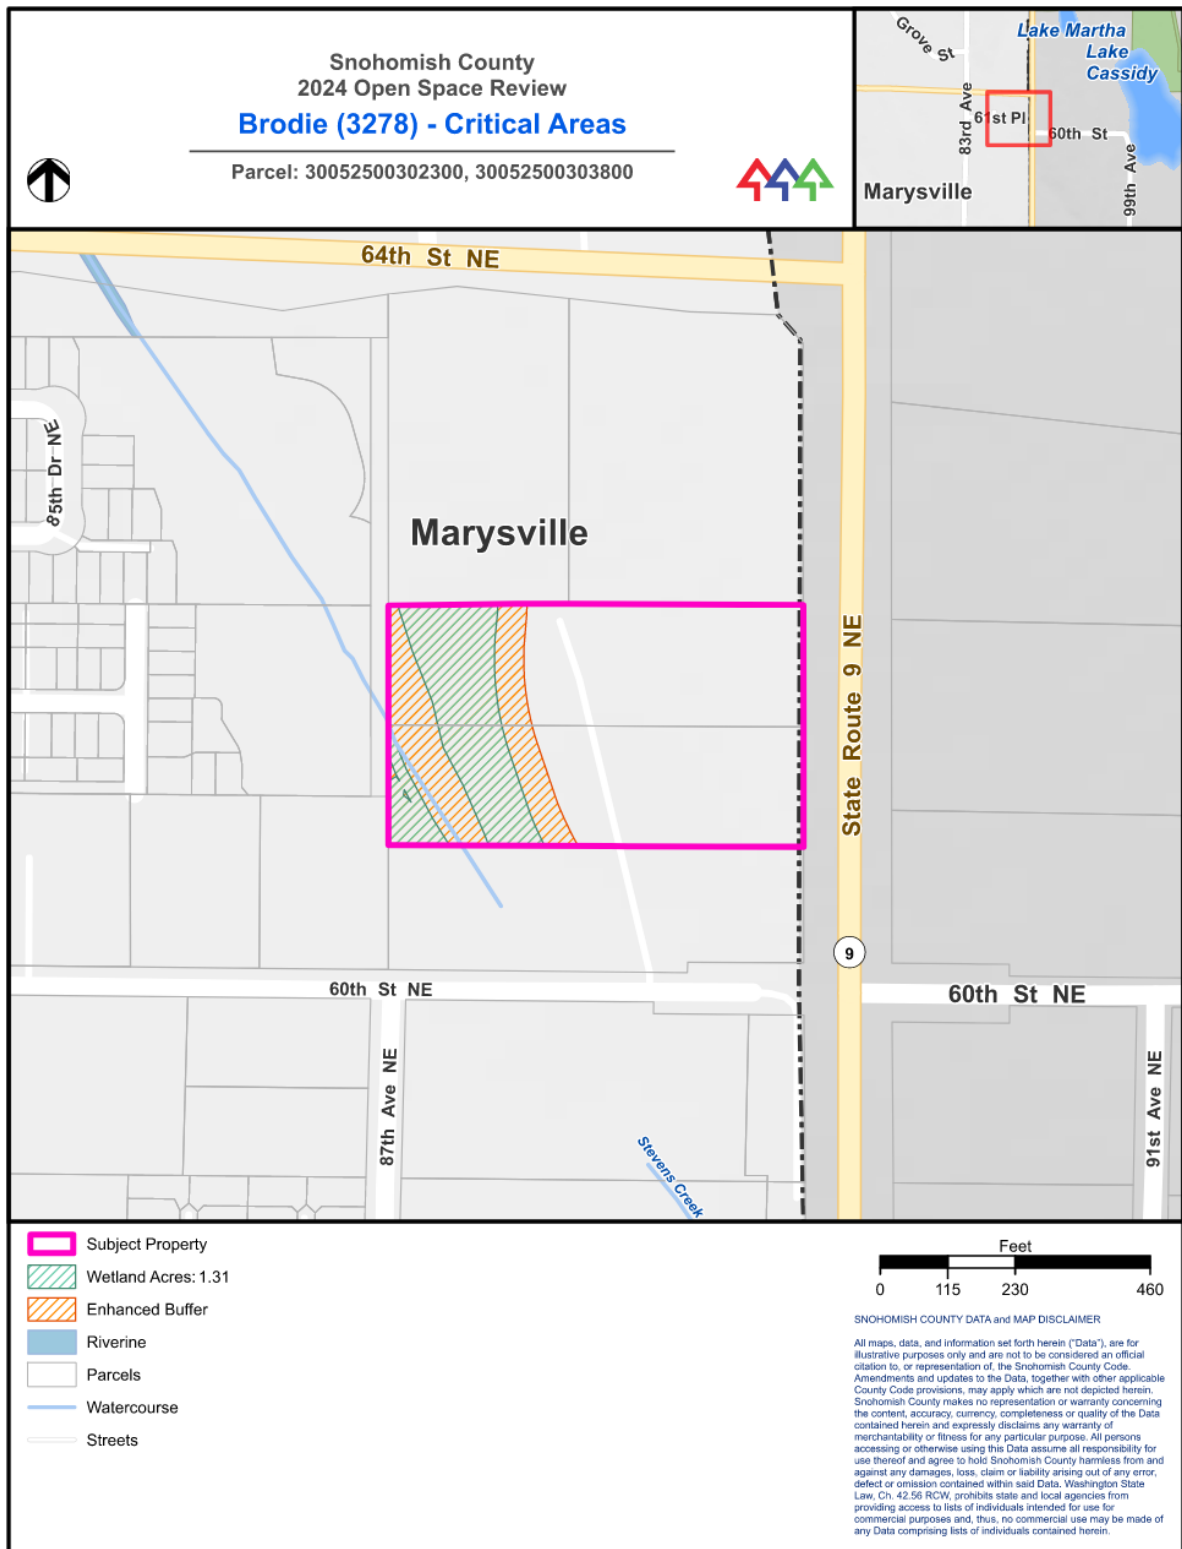 Snohomish County
2024 Open Space Review
Brodie (3278) - Critical Areas
Parcel: 30052500302300, 30052500303800
Grove St
Lake Martha
Lake
Cassidy
83rd Ave
61st Pl
60th St
99th Ave
Marysville
64th St NE
85th Dr NE
Marysville
State Route 9 NE
9
60th St NE
60th St NE
87th Ave NE
91st Ave NE
Stevens Creek
Subject Property
Wetland Acres: 1.31
Enhanced Buffer
Riverine
Parcels
Watercourse
Streets
Feet
0 115 230 460
SNOHOMISH COUNTY DATA and MAP DISCLAIMER
All maps, data, and information set forth herein ("Data"), are for
illustrative purposes only and are not to be considered an official
citation to, or representation of, the Snohomish County Code.
Amendments and updates to the Data, together with other applicable
County Code provisions, may apply which are not depicted herein.
Snohomish County makes no representation or warranty concerning
the content, accuracy, currency, completeness or quality of the Data
contained herein and expressly disclaims any warranty of
merchantability or fitness for any particular purpose. All persons
accessing or otherwise using this Data assume all responsibility for
use thereof and agree to hold Snohomish County harmless from and
against any damages, loss, claim or liability arising out of any error,
defect or omission contained within said Data. Washington State
Law, Ch. 42.56 RCW, prohibits state and local agencies from
providing access to lists of individuals intended for use for
commercial purposes and, thus, no commercial use may be made of
any Data comprising lists of individuals contained herein.